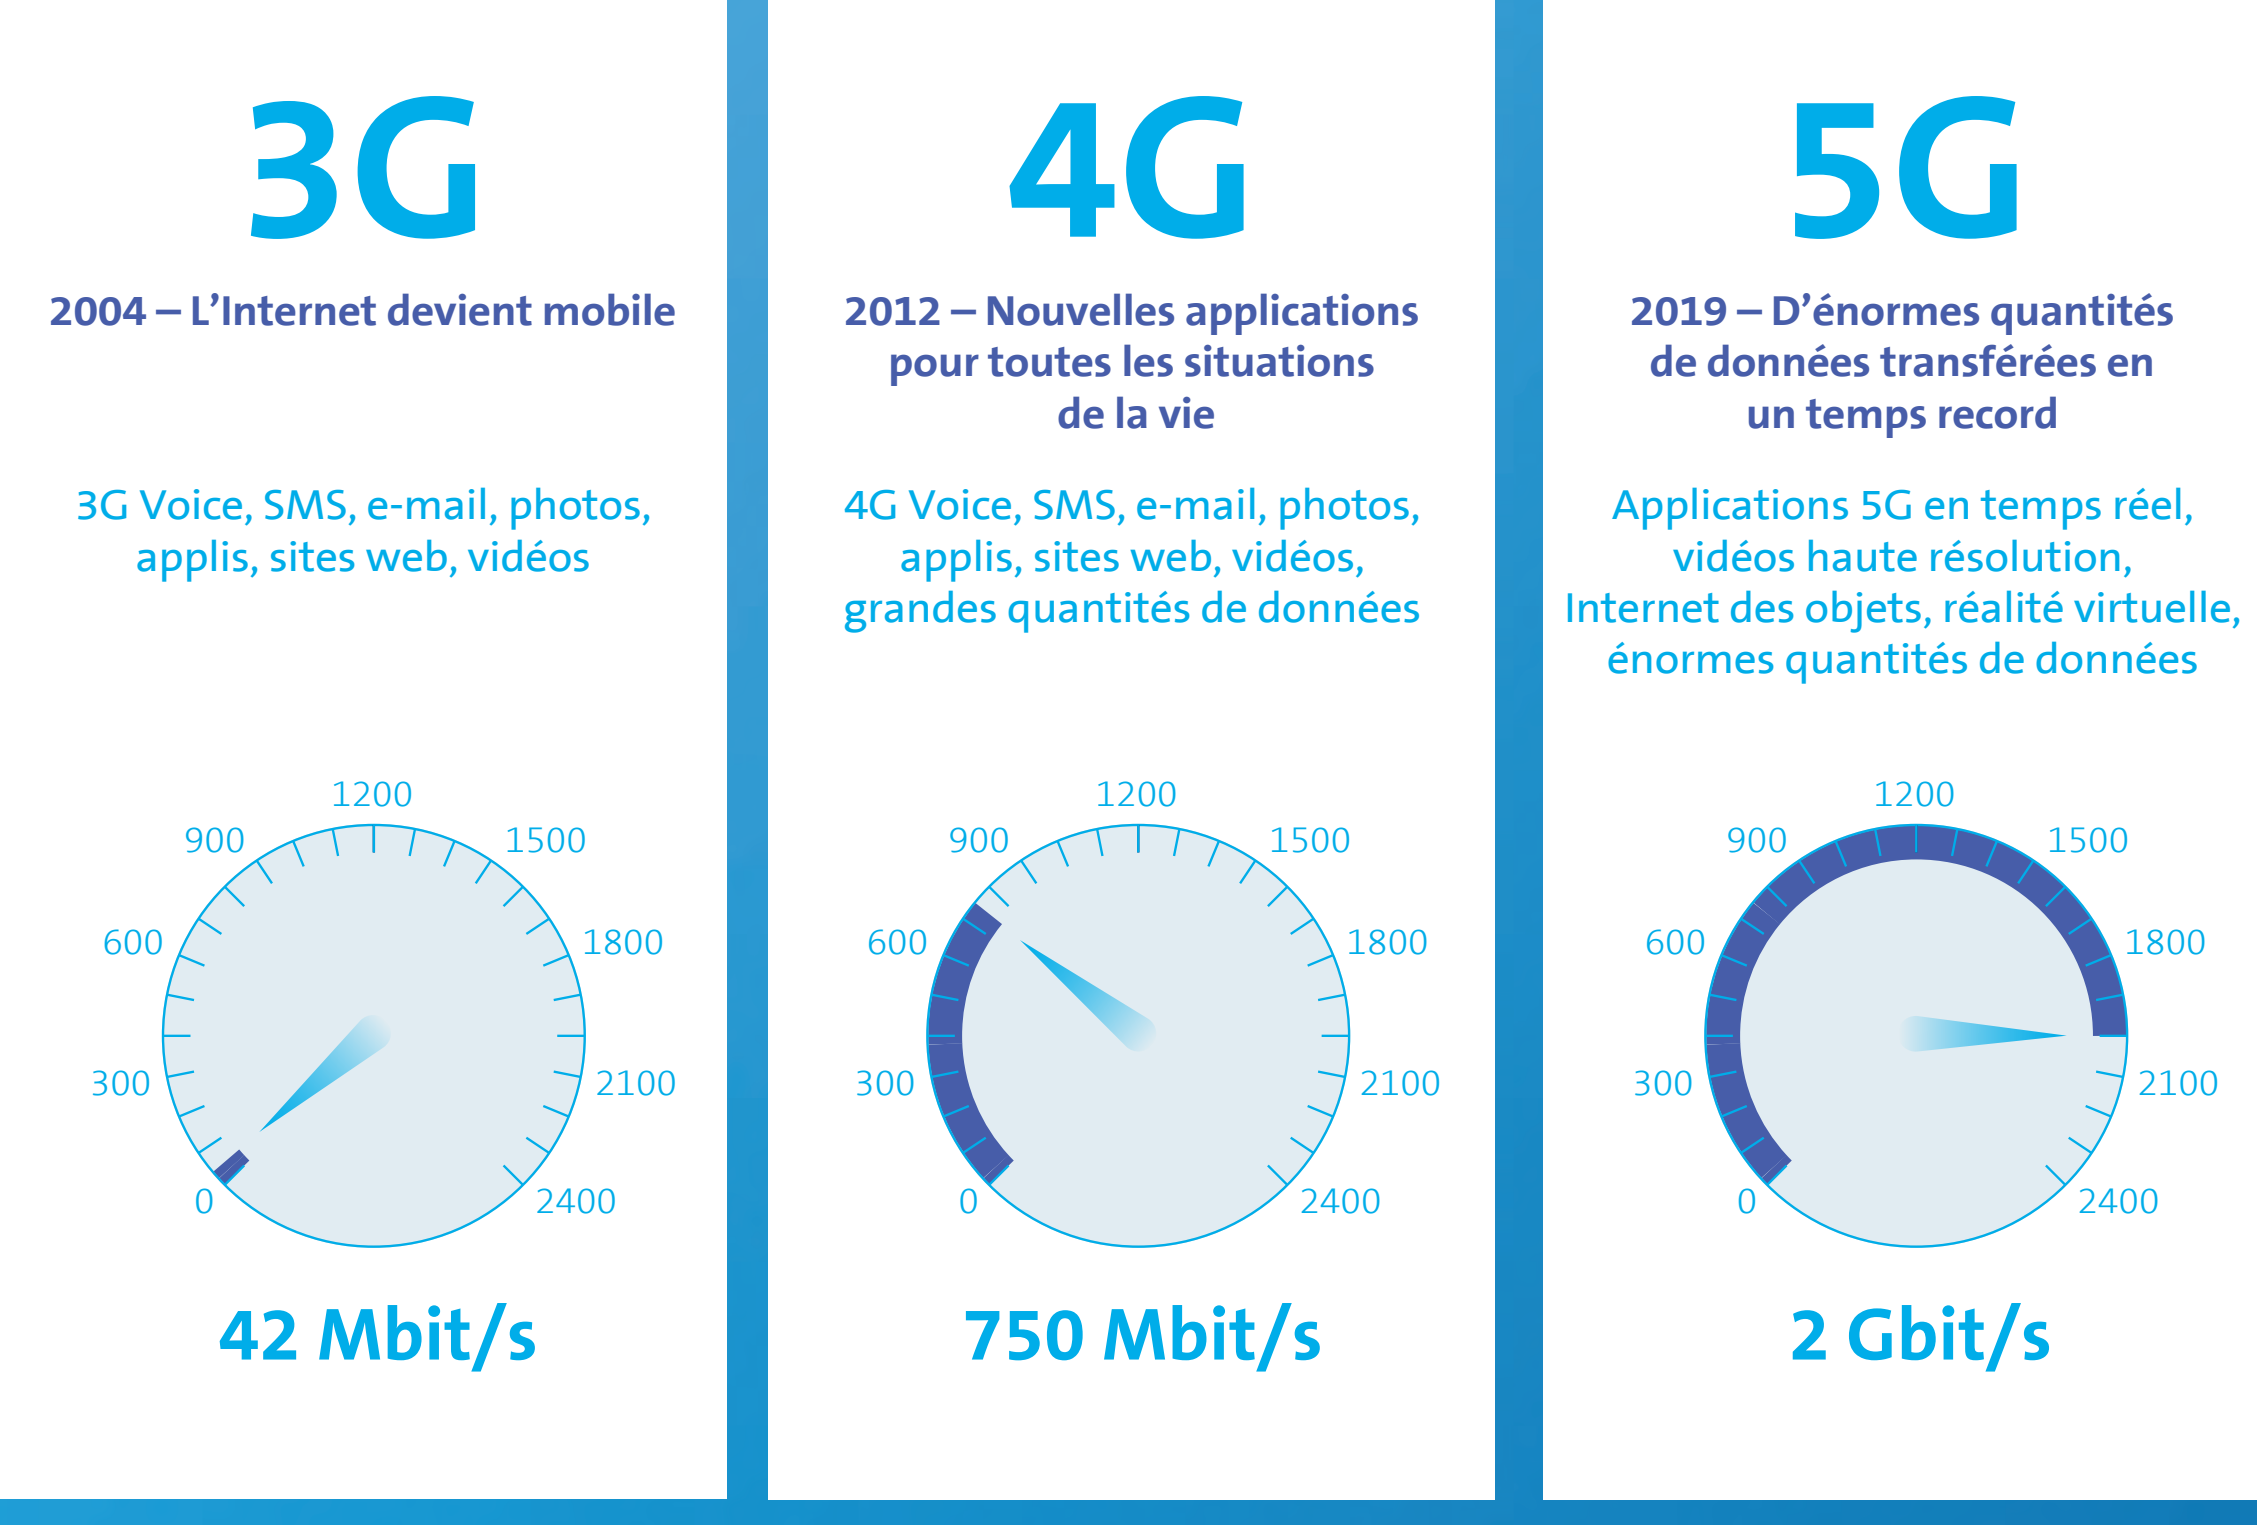 3G
2004 – L’Internet devient mobile
3G Voice, SMS, e-mail, photos,
applis, sites web, vidéos
1200
900
1500
600
1800
300
2100
0
2400
42 Mbit/s
4G
2012 – Nouvelles applications
pour toutes les situations
de la vie
4G Voice, SMS, e-mail, photos,
applis, sites web, vidéos,
grandes quantités de données
1200
900
1500
600
1800
300
2100
0
2400
750 Mbit/s
5G
2019 – D’énormes quantités
de données transférées en
un temps record
Applications 5G en temps réel,
vidéos haute résolution,
Internet des objets, réalité virtuelle,
énormes quantités de données
1200
900
1500
600
1800
300
2100
0
2400
2 Gbit/s